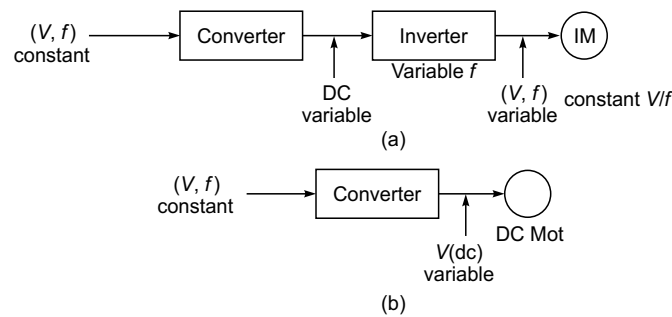 (V, f)
constant
Converter
Inverter
IM
Variable f
DC
variable
(V, f)
variable
constant V/f
(a)
(V, f)
constant
Converter
DC Mot
V(dc)
variable
(b)